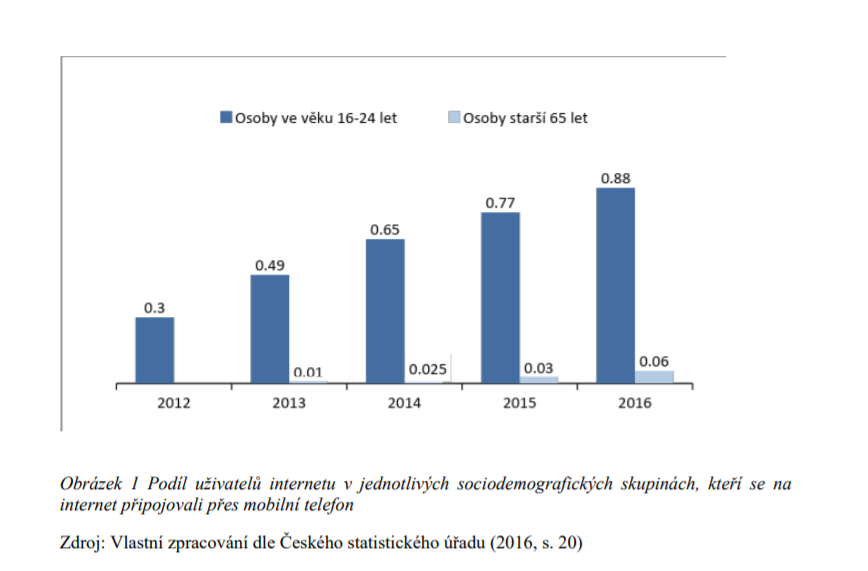 Osoby ve věku 16-24 let Osoby starší 65 let
0.88
0.77
0.65
0.49
0.3
0.06
0.03
0.025
0.01
2012 2013 2014 2015 2016
Obrázek 1 Podíl uživatelů internetu v jednotlivých sociodemografických skupinách, kteří se na
internet připojovali přes mobilní telefon
Zdroj: Vlastní zpracování dle Českého statistického úřadu (2016, s. 20)